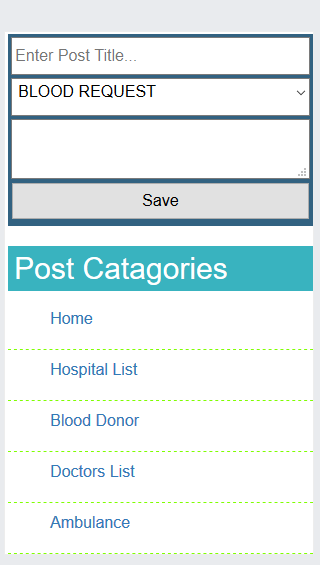 Enter Post Title...
BLOOD REQUEST
Save
Post Catagories
Home
Hospital List
Blood Donor
Doctors List
Ambulance